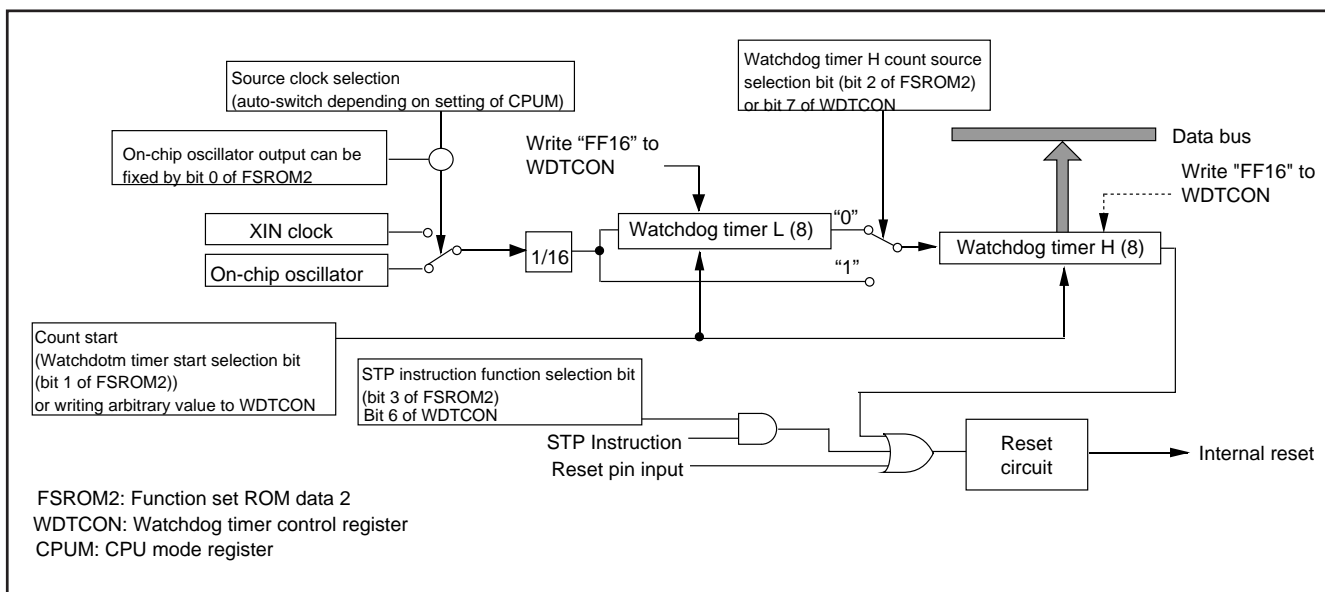 Source clock selection
(auto-switch depending on setting of CPUM)
Watchdog timer H count source
selection bit (bit 2 of FSROM2)
or bit 7 of WDTCON
On-chip oscillator output can be
fixed by bit 0 of FSROM2
Write “FF16” to
WDTCON
Data bus
Write "FF16" to
WDTCON
XIN clock
On-chip oscillator
1/16
Watchdog timer L (8)
“0”
“1”
Watchdog timer H (8)
Count start
(Watchdotm timer start selection bit
(bit 1 of FSROM2))
or writing arbitrary value to WDTCON
STP instruction function selection bit
(bit 3 of FSROM2)
Bit 6 of WDTCON
STP Instruction
Reset pin input
Reset
circuit
Internal reset
FSROM2: Function set ROM data 2
WDTCON: Watchdog timer control register
CPUM: CPU mode register